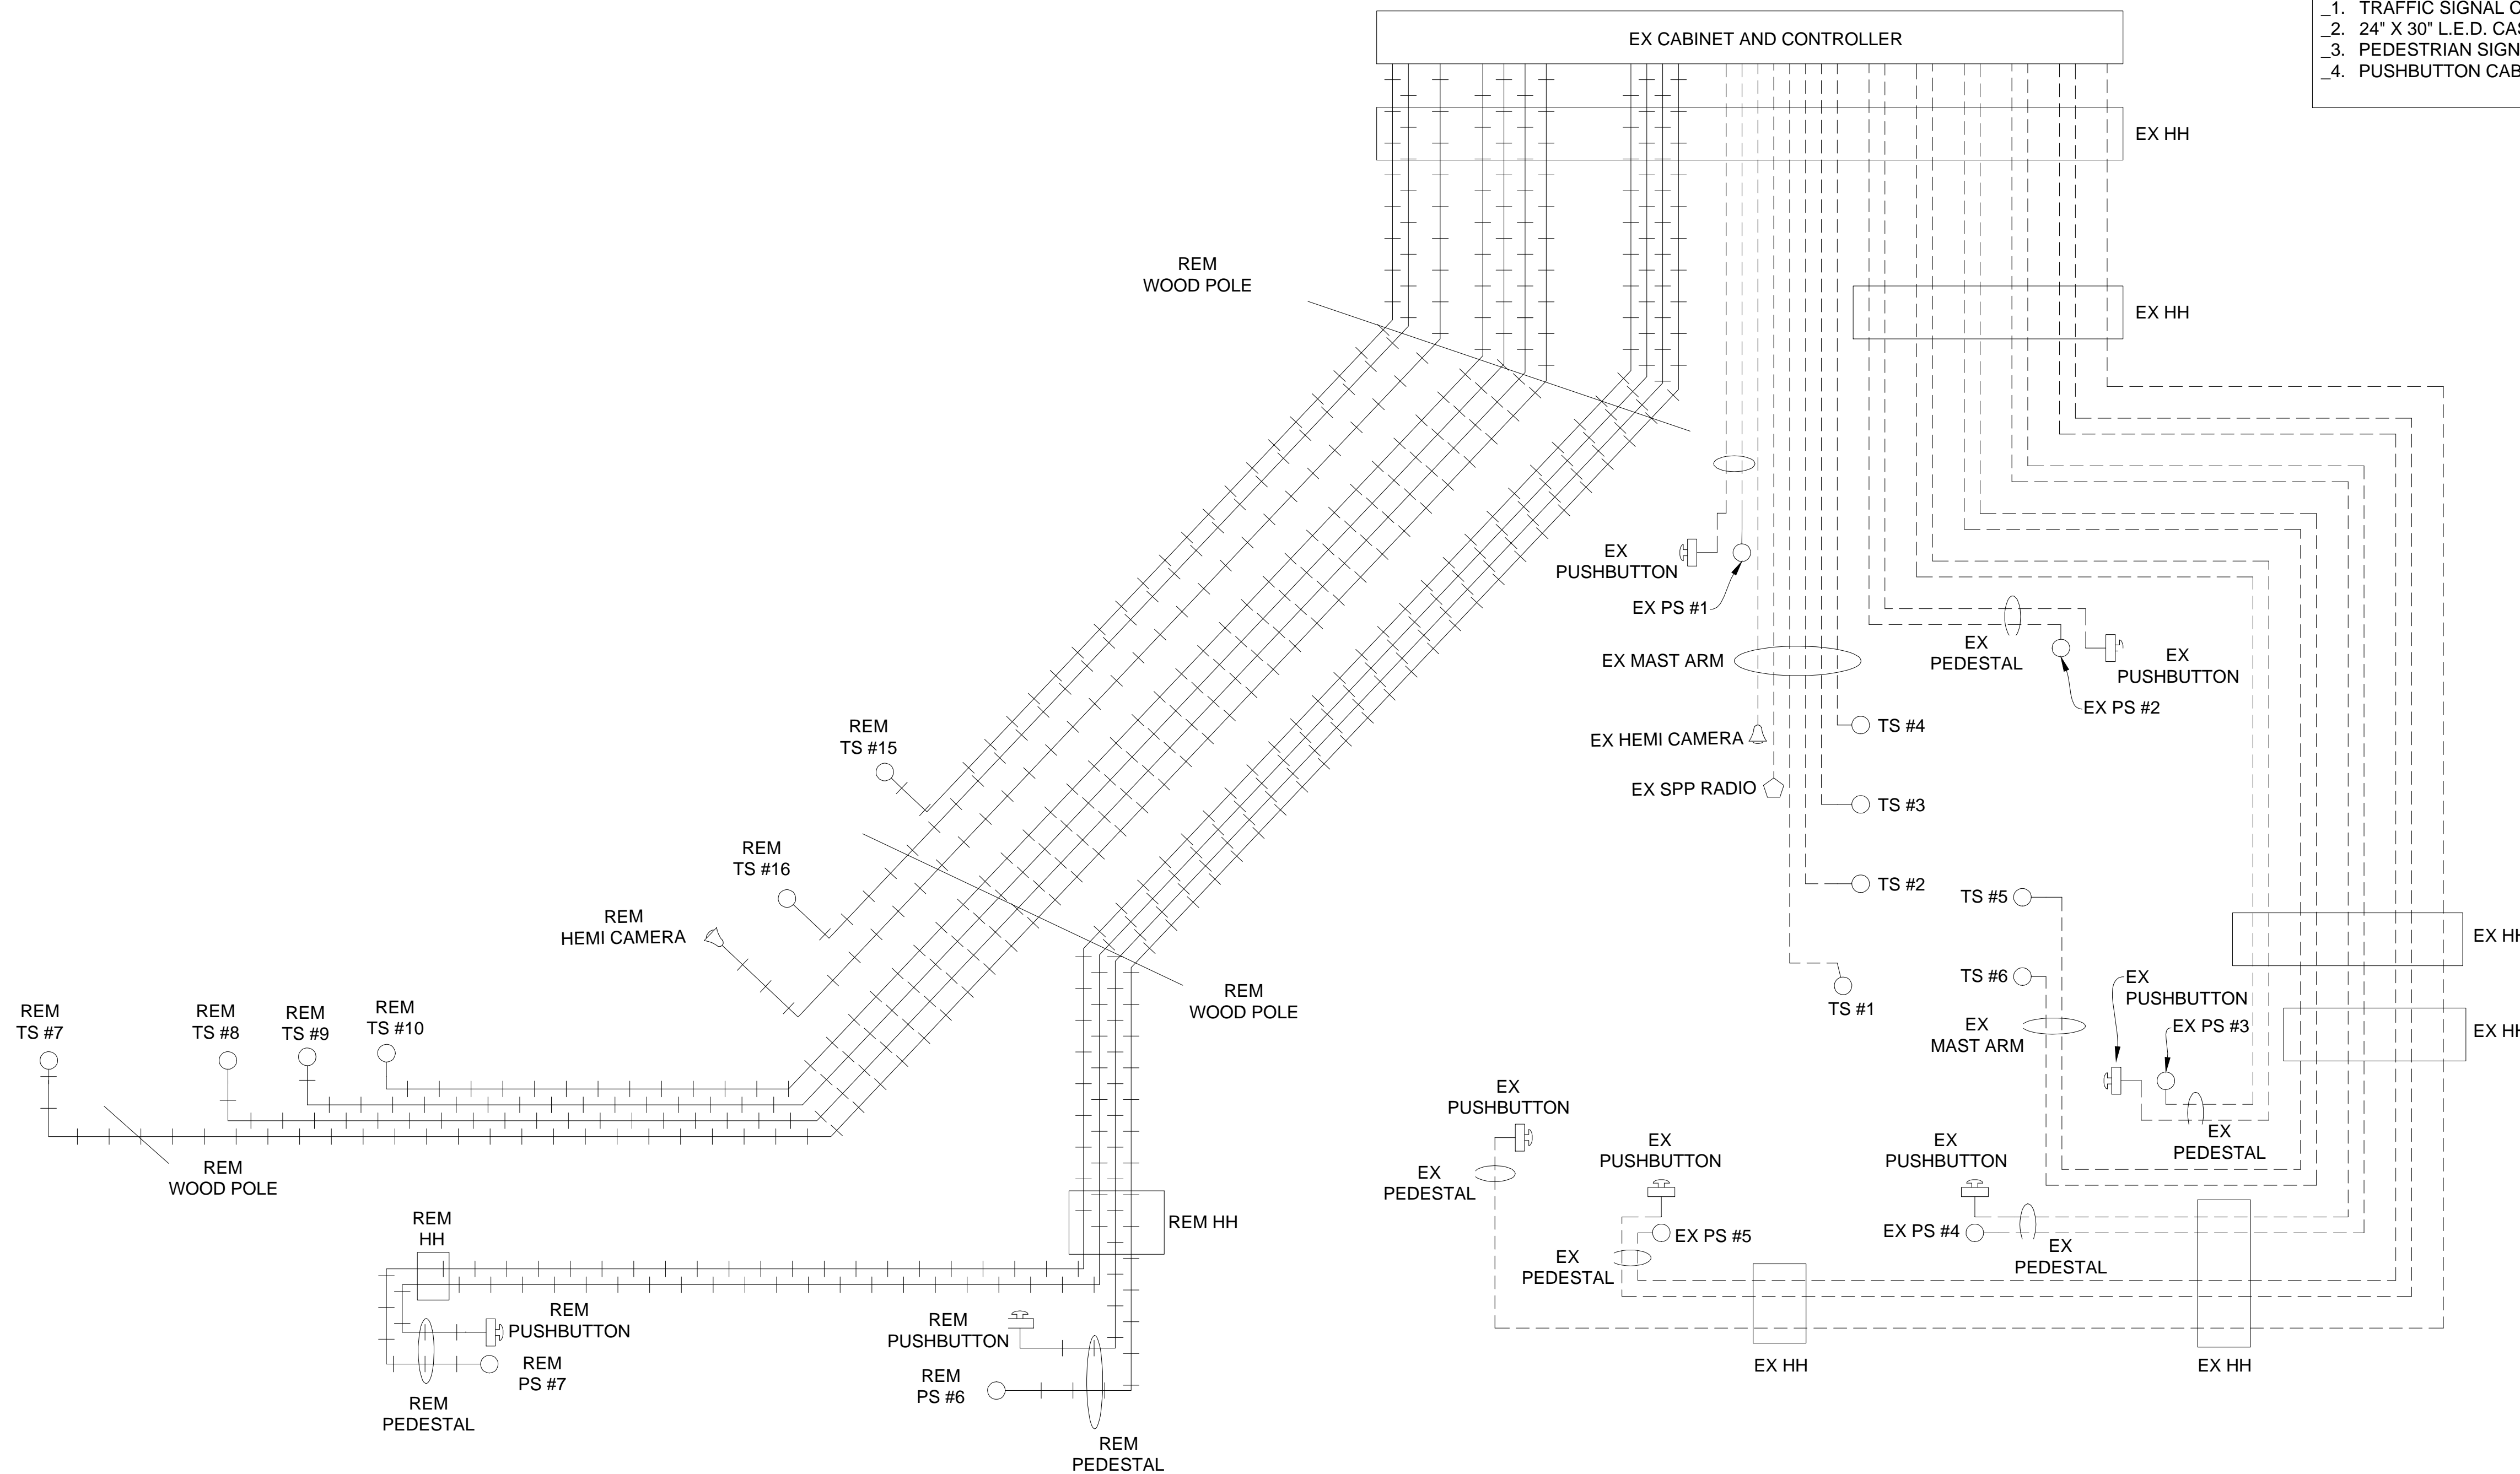 _1. TRAFFIC SIGNAL
_2. 24" X 30" L.E.D.
_3. PEDESTRIAN
_4. PUSHBUTTON
EX CABINET AND CONTROLLER
EX HH
REM
WOOD POLE
EX HH
EX
PUSHBUTTON
EX PS #1
EX
PEDESTAL
EX
PUSHBUTTON
EX PS #2
EX MAST ARM
REM
TS #15
EX HEMI CAMERA
TS #4
EX SPP RADIO
TS #3
REM
TS #16
TS #2
TS #5
REM
HEMI CAMERA
EX
TS #6
EX
PUSHBUTTON
REM
WOOD POLE
TS #1
EX
MAST ARM
EX PS #3
EX
REM
TS #7
REM
TS #8
REM
TS #9
REM
TS #10
EX
PUSHBUTTON
EX
PEDESTAL
REM
WOOD POLE
EX
PEDESTAL
EX
PUSHBUTTON
EX
PUSHBUTTON
REM
HH
REM HH
EX PS #5
EX PS #4
EX
PEDESTAL
EX
PEDESTAL
REM
PUSHBUTTON
REM
PUSHBUTTON
REM
PS #7
REM
PS #6
EX HH
EX HH
REM
PEDESTAL
REM
PEDESTAL